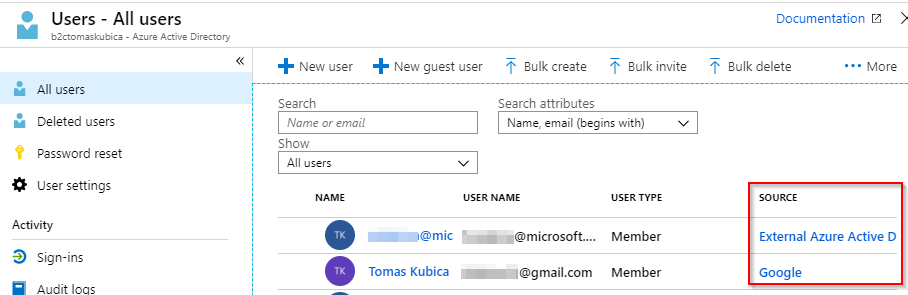 Users - All users
Documentation
b2ctomaskubica - Azure Active Directory
«
All users
Deleted users
Password reset
User settings
Activity
Sign-ins
Audit logs
New user
New guest user
Bulk create
Bulk invite
Bulk delete
More
Search
Search attributes
Name or email
Name, email (begins with)
Show
All users
NAME USER NAME USER TYPE SOURCE
TK @mic @microsoft.... Member External Azure Active D
TK Tomas Kubica @gmail.com Member Google